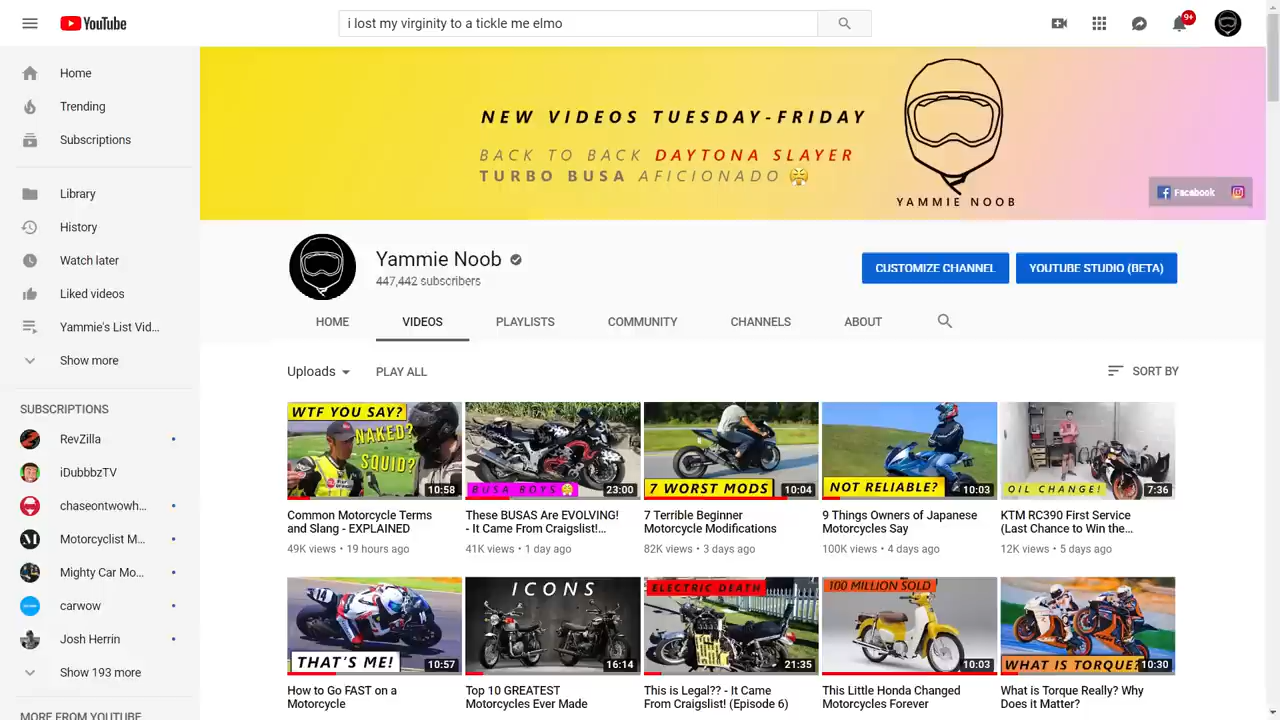 YouTube
i lost my virginity to a tickle me elmo
9+
Home
Trending
Subscriptions
Library
History
Watch later
Liked videos
Yammie's List Vid...
Show more
SUBSCRIPTIONS
RevZilla
iDubbbzTV
chaseontwowh...
Motorcyclist M...
Mighty Car Mo...
carwow
Josh Herrin
Show 193 more
MORE FROM YOUTUBE
NEW VIDEOS TUESDAY-FRIDAY
BACK TO BACK DAYTONA SLAYER
TURBO BUSA AFICIONADO 😤
YAMMIE NOOB
Facebook
Yammie Noob
447,442 subscribers
CUSTOMIZE CHANNEL
YOUTUBE STUDIO (BETA)
HOME VIDEOS PLAYLISTS COMMUNITY CHANNELS ABOUT
Uploads PLAY ALL SORT BY
WTF YOU SAY?
NAKED?
SQUID?
10:58
Common Motorcycle Terms
and Slang - EXPLAINED
49K views • 19 hours ago
BUSA BOYS 😤
23:00
These BUSAS Are EVOLVING!
- It Came From Craigslist!...
41K views • 1 day ago
7 WORST MODS
10:04
7 Terrible Beginner
Motorcycle Modifications
82K views • 3 days ago
NOT RELIABLE?
10:03
9 Things Owners of Japanese
Motorcycles Say
100K views • 4 days ago
OIL CHANGE!
7:36
KTM RC390 First Service
(Last Chance to Win the...
12K views • 5 days ago
THAT'S ME!
10:57
How to Go FAST on a
Motorcycle
ICONS
16:14
Top 10 GREATEST
Motorcycles Ever Made
ELECTRIC DEATH
21:35
This is Legal?? - It Came
From Craigslist! (Episode 6)
100 MILLION SOLD
10:03
This Little Honda Changed
Motorcycles Forever
WHAT IS TORQUE?
10:30
What is Torque Really? Why
Does it Matter?